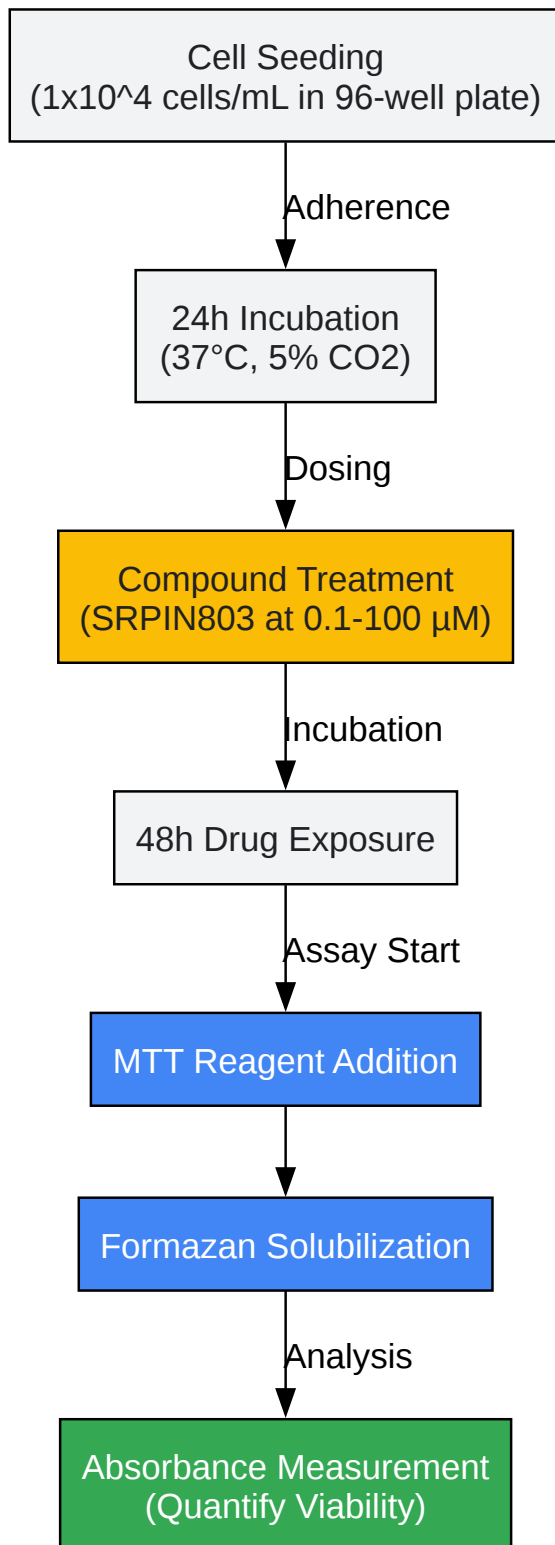 Cell Seeding
(1x10^4 cells/mL in 96-well plate)
Adherence
24h Incubation
(37°C, 5% CO2)
Dosing
Compound Treatment
(SRPIN803 at 0.1-100 µM)
Incubation
48h Drug Exposure
Assay Start
MTT Reagent Addition
Formazan Solubilization
Analysis
Absorbance Measurement
(Quantify Viability)